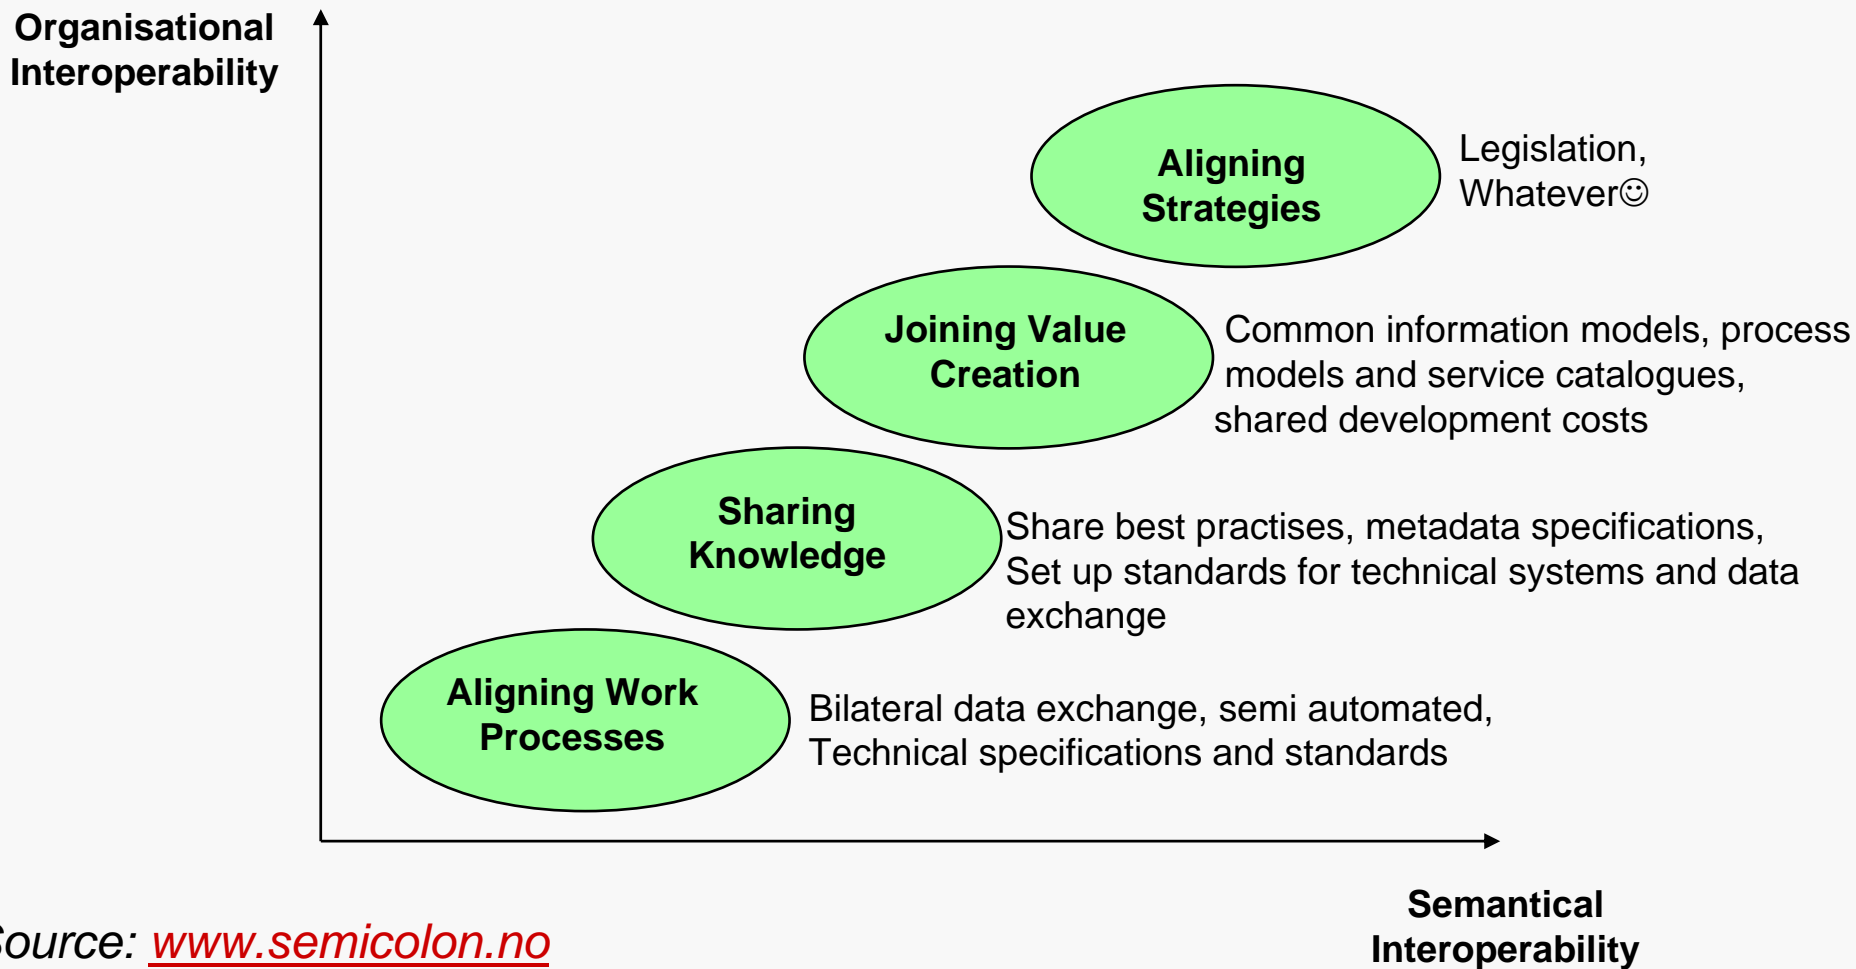 Organisational
Interoperability
Aligning
Strategies
Legislation,
Whatever☺
Joining Value
Creation
Common information models, process
models and service catalogues,
shared development costs
Sharing
Knowledge
Share best practises, metadata specifications,
Set up standards for technical systems and data
exchange
Aligning Work
Processes
Bilateral data exchange, semi automated,
Technical specifications and standards
Semantical
Interoperability
Source: www.semicolon.no